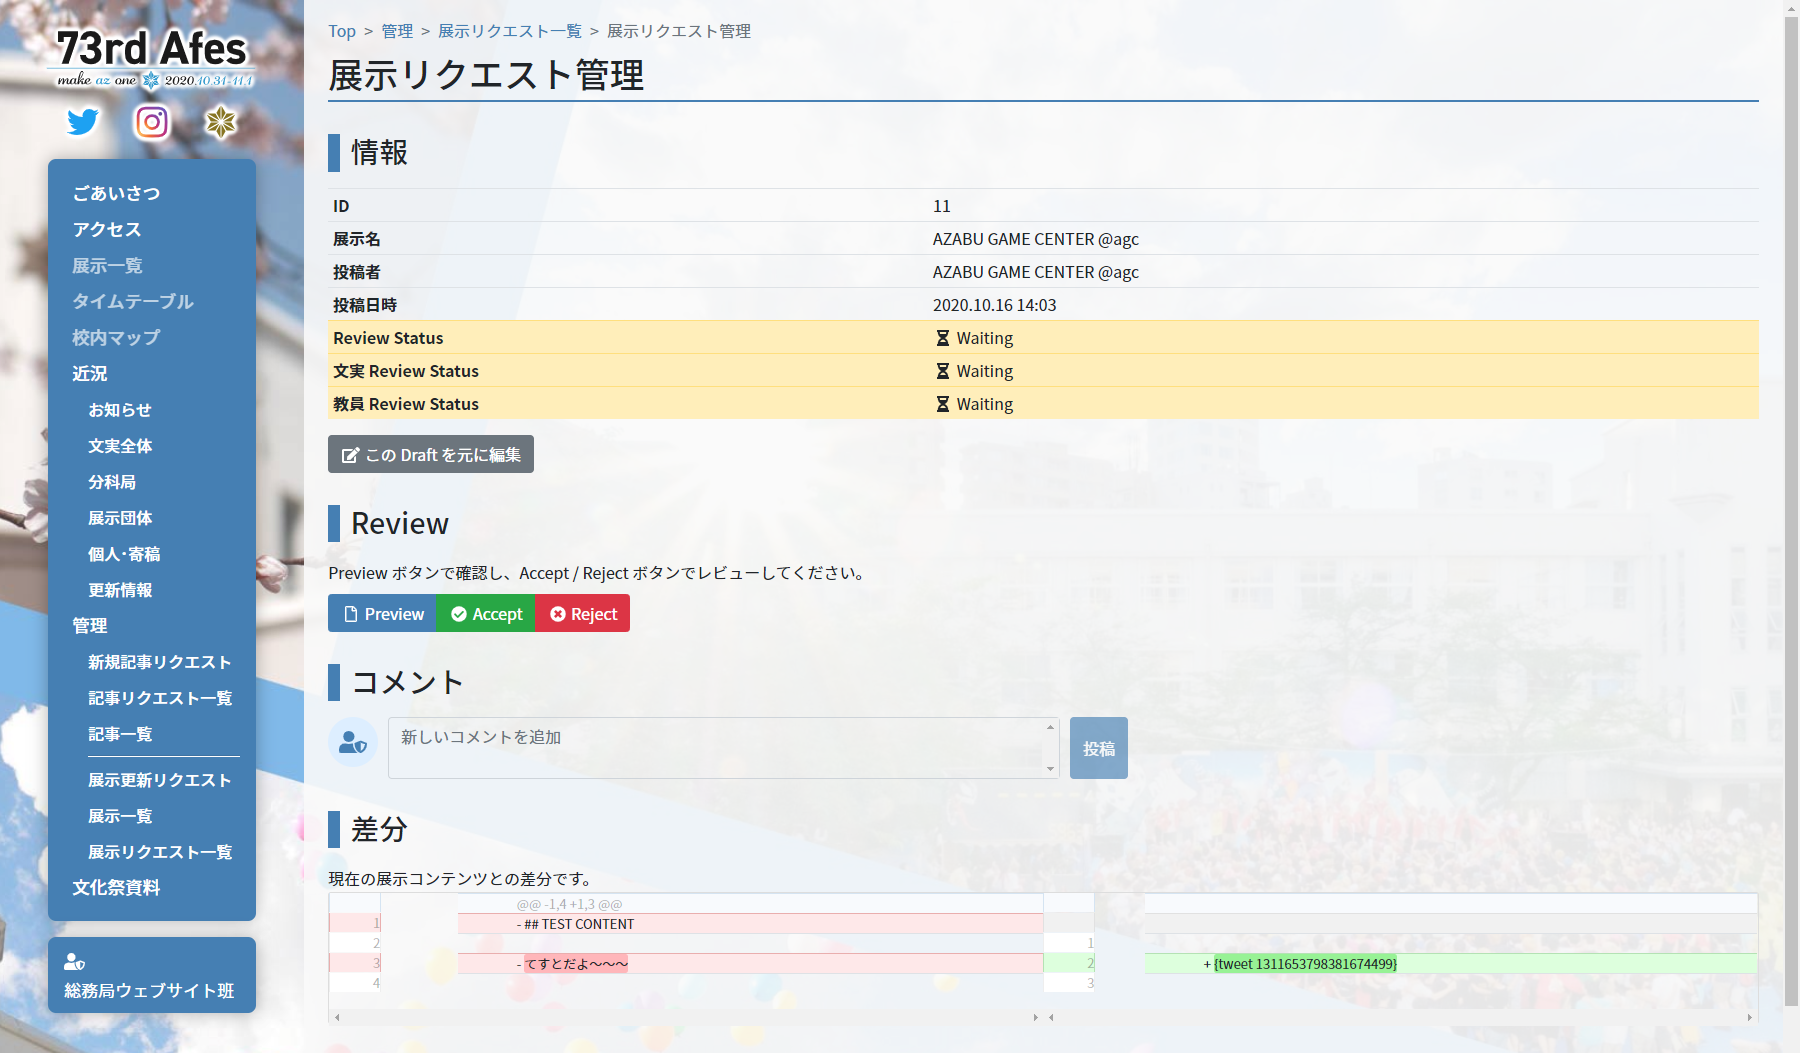 73rd Afes
make az one 2020.10.31-11.1
ごあいさつ
アクセス
展示一覧
タイムテーブル
校内マップ
近況
お知らせ
文実全体
分科局
展示団体
個人･寄稿
更新情報
管理
新規記事リクエスト
記事リクエスト一覧
記事一覧
展示更新リクエスト
展示一覧
展示リクエスト一覧
文化祭資料
総務局ウェブサイト班
Top > 管理 > 展示リクエスト一覧 > 展示リクエスト管理
展示リクエスト管理
情報
ID 11
展示名 AZABU GAME CENTER @agc
投稿者 AZABU GAME CENTER @agc
投稿日時 2020.10.16 14:03
Review Status Waiting
文実 Review Status Waiting
教員 Review Status Waiting
この Draft を元に編集
Review
Preview ボタンで確認し、Accept / Reject ボタンでレビューしてください。
Preview Accept Reject
コメント
新しいコメントを追加
投稿
差分
現在の展示コンテンツとの差分です。
@@ -1,4 +1,3 @@
1 - ## TEST CONTENT
2 1
3 - てすとだよ～～～ 2 + {tweet 1311653798381674499}
4 3